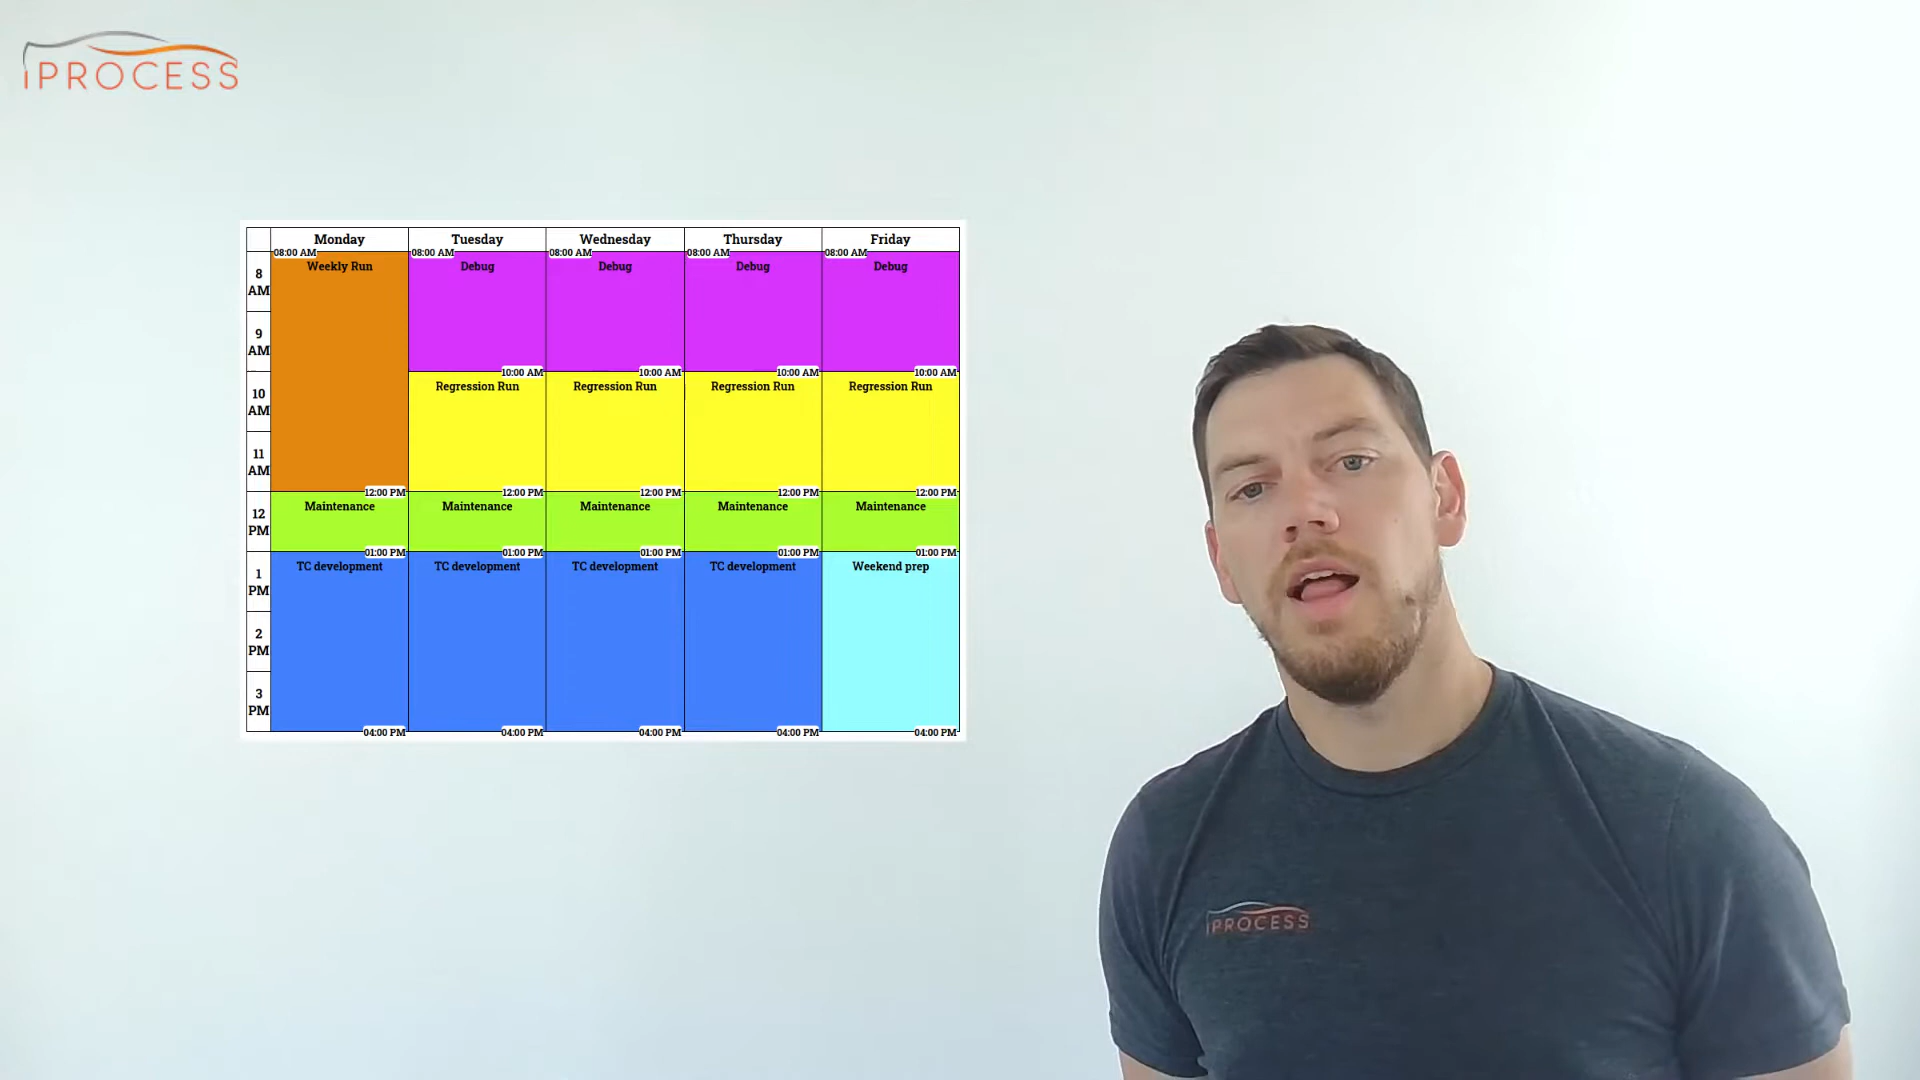 iPROCESS
Monday Tuesday Wednesday Thursday Friday
08:00 AM 08:00 AM 08:00 AM 08:00 AM 08:00 AM
Weekly Run Debug Debug Debug Debug
8
AM
9
AM
10:00 AM 10:00 AM 10:00 AM 10:00 AM
Regression Run Regression Run Regression Run Regression Run
10
AM
11
AM
12:00 PM 12:00 PM 12:00 PM 12:00 PM 12:00 PM
Maintenance Maintenance Maintenance Maintenance Maintenance
12
PM
01:00 PM 01:00 PM 01:00 PM 01:00 PM 01:00 PM
TC development TC development TC development TC development Weekend prep
1
PM
2
PM
3
PM
04:00 PM 04:00 PM 04:00 PM 04:00 PM 04:00 PM
iPROCESS